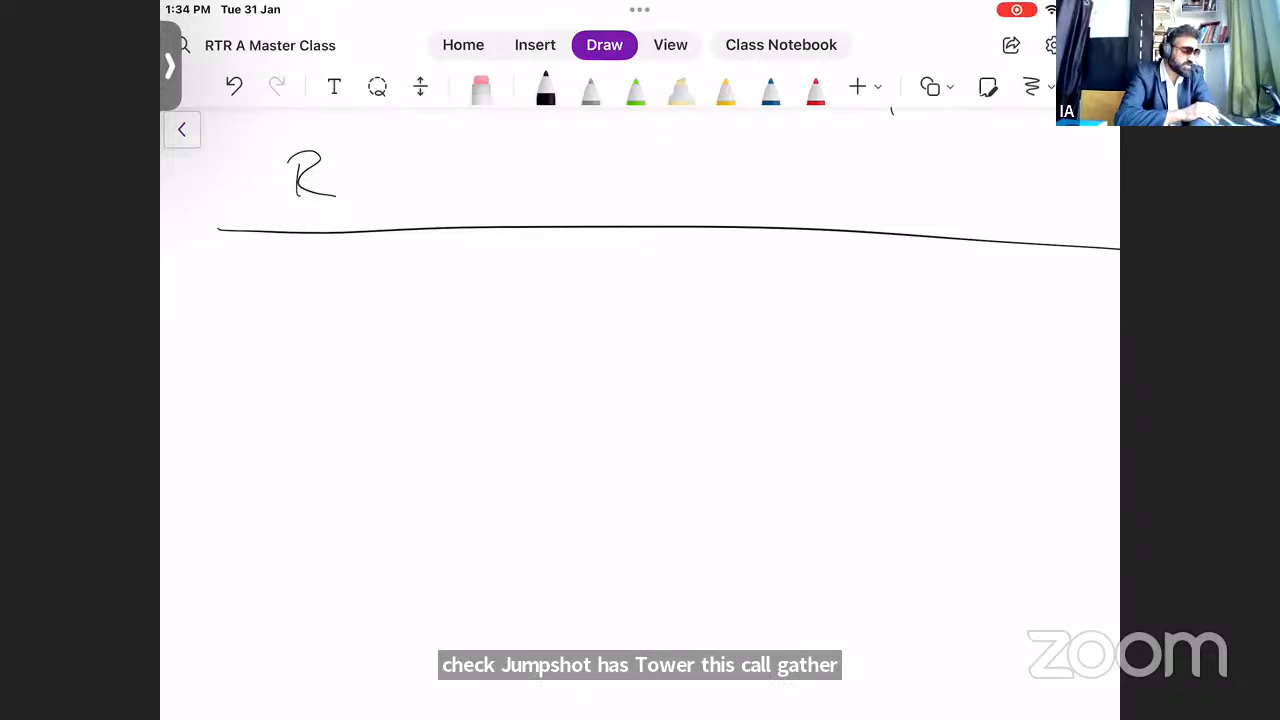 1:34 PM Tue 31 Jan
RTR A Master Class
Home Insert Draw View Class Notebook
T
IA
R
check Jumpshot has Tower this call gather
zoom